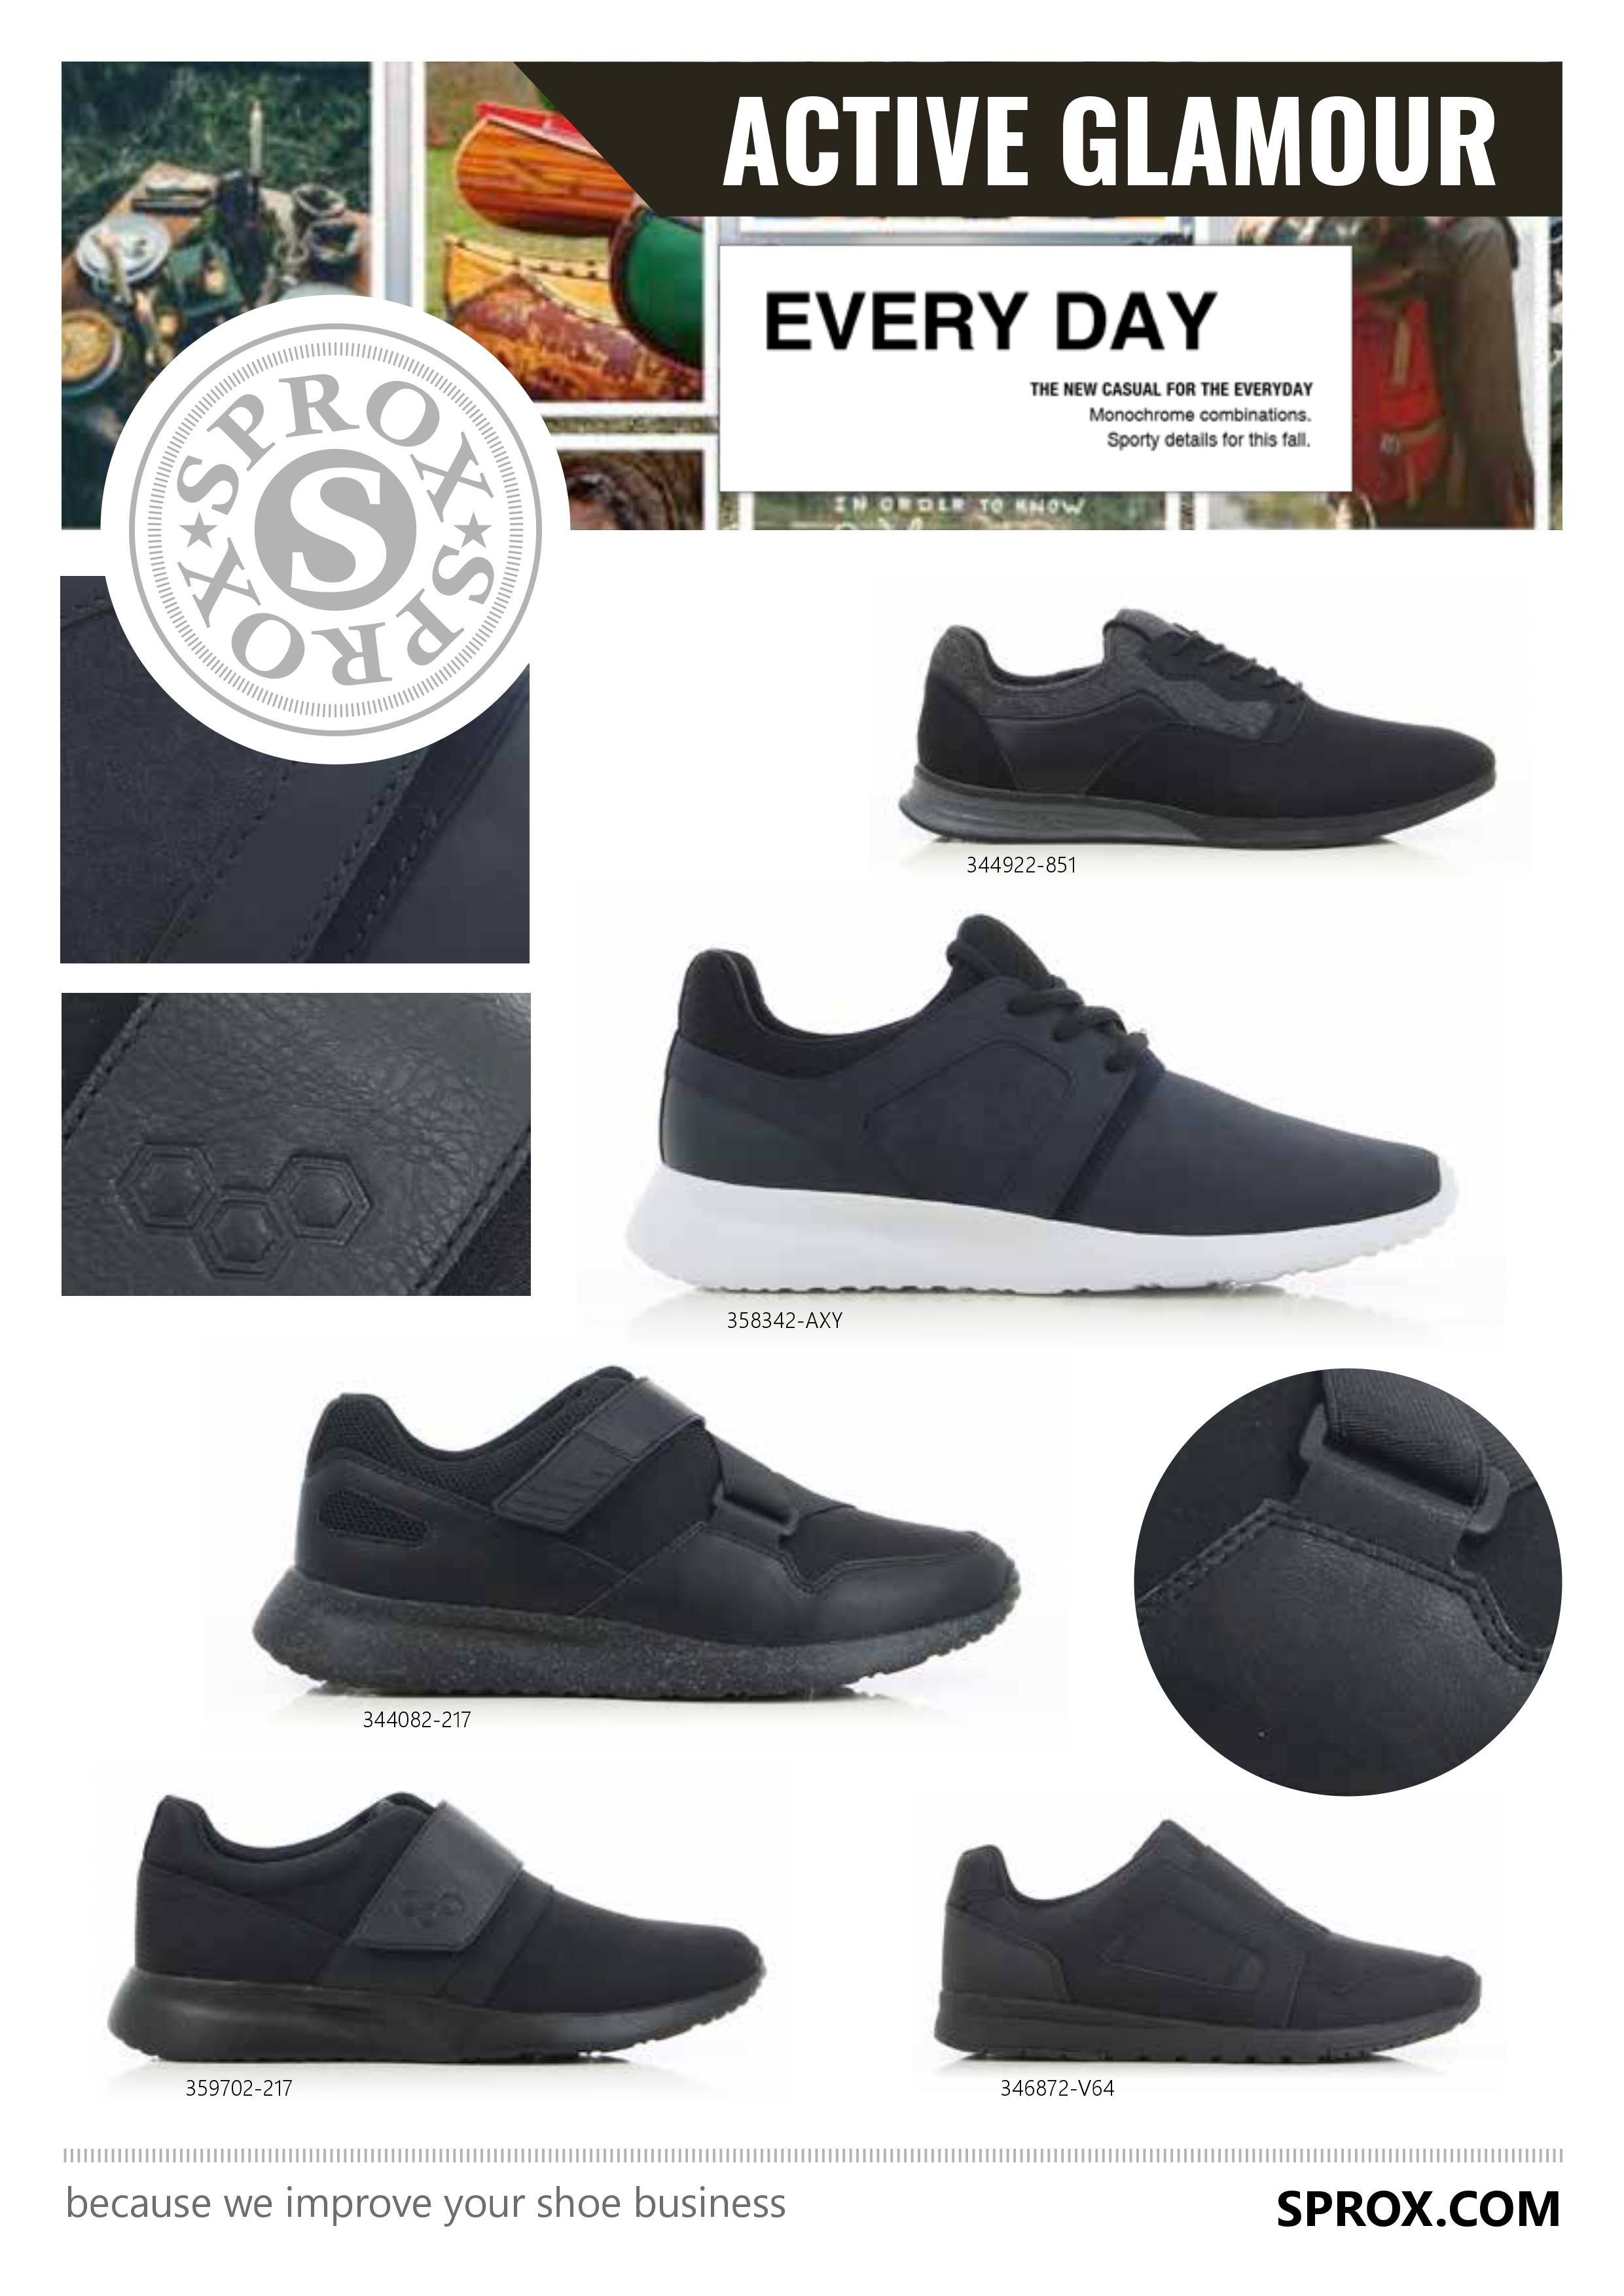 ACTIVE GLAMOUR
EVERY DAY
THE NEW CASUAL FOR THE EVERYDAY
Monochrome combinations.
Sporty details for this fall.
IN ORDER TO KNOW
SPROX
S
SPROX
344922-851
358342-AXY
344082-217
359702-217
346872-V64
because we improve your shoe business
SPROX.COM